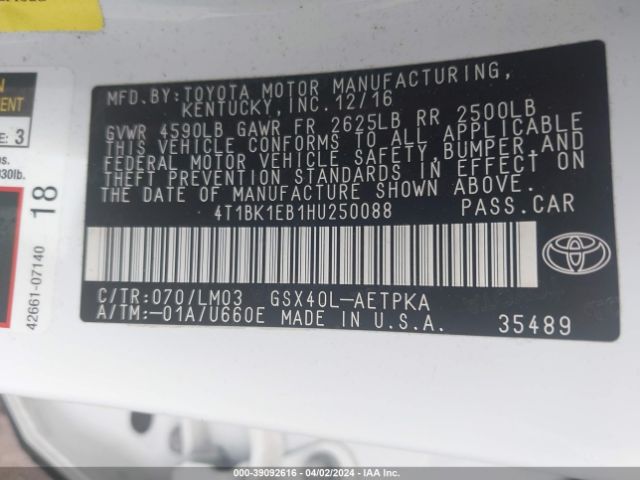 MFD.BY:TOYOTA MOTOR MANUFACTURING,
KENTUCKY,INC.12/16
GVWR 4590LB GAWR FR 2625LB RR 2500LB
THIS VEHICLE CONFORMS TO ALL APPLICABLE
FEDERAL MOTOR VEHICLE SAFETY,BUMPER,AND
THEFT PREVENTION STANDARDS IN EFFECT ON
THE DATE OF MANUFACTURE SHOWN ABOVE.
4T1BK1EB1HU250088 PASS.CAR
C/TR:070/LM03 GSX40L-AETPKA
A/TM:-01A/U660E MADE IN U.S.A. 35489
TOYOTA
E: 3
18
42661-07140
000-39092616 - 04/02/2024 - IAA Inc.